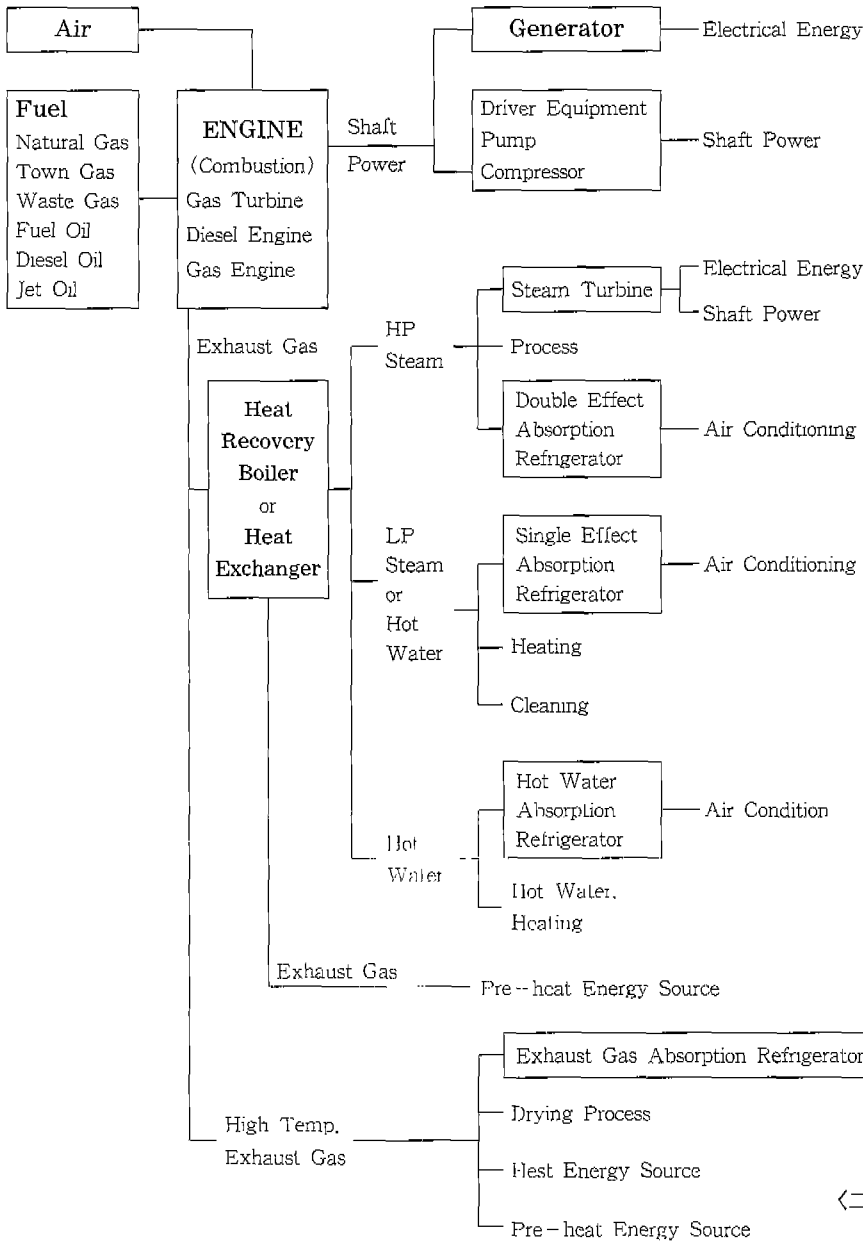 Air
Fuel
Natural Gas
Town Gas
Waste Gas
Fuel Oil
Diesel Oil
Jet Oil
ENGINE
(Combustion)
Gas Turbine
Diesel Engine
Gas Engine
Shaft
Power
Generator
Electrical Energy
Driver Equipment
Pump
Compressor
Shaft Power
Exhaust Gas
Heat
Recovery
Boiler
or
Heat
Exchanger
HP
Steam
Steam Turbine
Electrical Energy
Shaft Power
Process
Double Effect
Absorption
Refrigerator
Air Conditioning
LP
Steam
or
Hot
Water
Single Effect
Absorption
Refrigerator
Air Conditioning
Heating
Cleaning
Hot
Water
Hot Water
Absorption
Refrigerator
Air Condition
Hot Water.
Heating
Exhaust Gas
Pre-heat Energy Source
High Temp.
Exhaust Gas
Exhaust Gas Absorption Refrigerator
Drying Process
Hest Energy Source
Pre-heat Energy Source